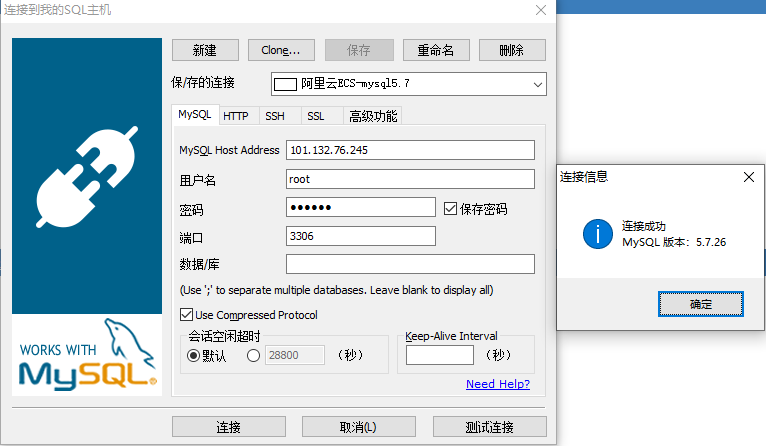 连接到我的SQL主机
新建
Clone...
保存
重命名
删除
保/存的连接
阿里云ECS-mysql5.7
MySQL
HTTP
SSH
SSL
高级功能
MySQL Host Address
101.132.76.245
用户名
root
密码
●●●●●●
保存密码
端口
3306
数据/库
(Use ';' to separate multiple databases. Leave blank to display all)
Use Compressed Protocol
会话空闲超时
默认
28800
（秒）
Keep-Alive Interval
（秒）
Need Help?
WORKS WITH
MySQL®
连接
取消(L)
测试连接
连接信息
连接成功
MySQL 版本：5.7.26
确定